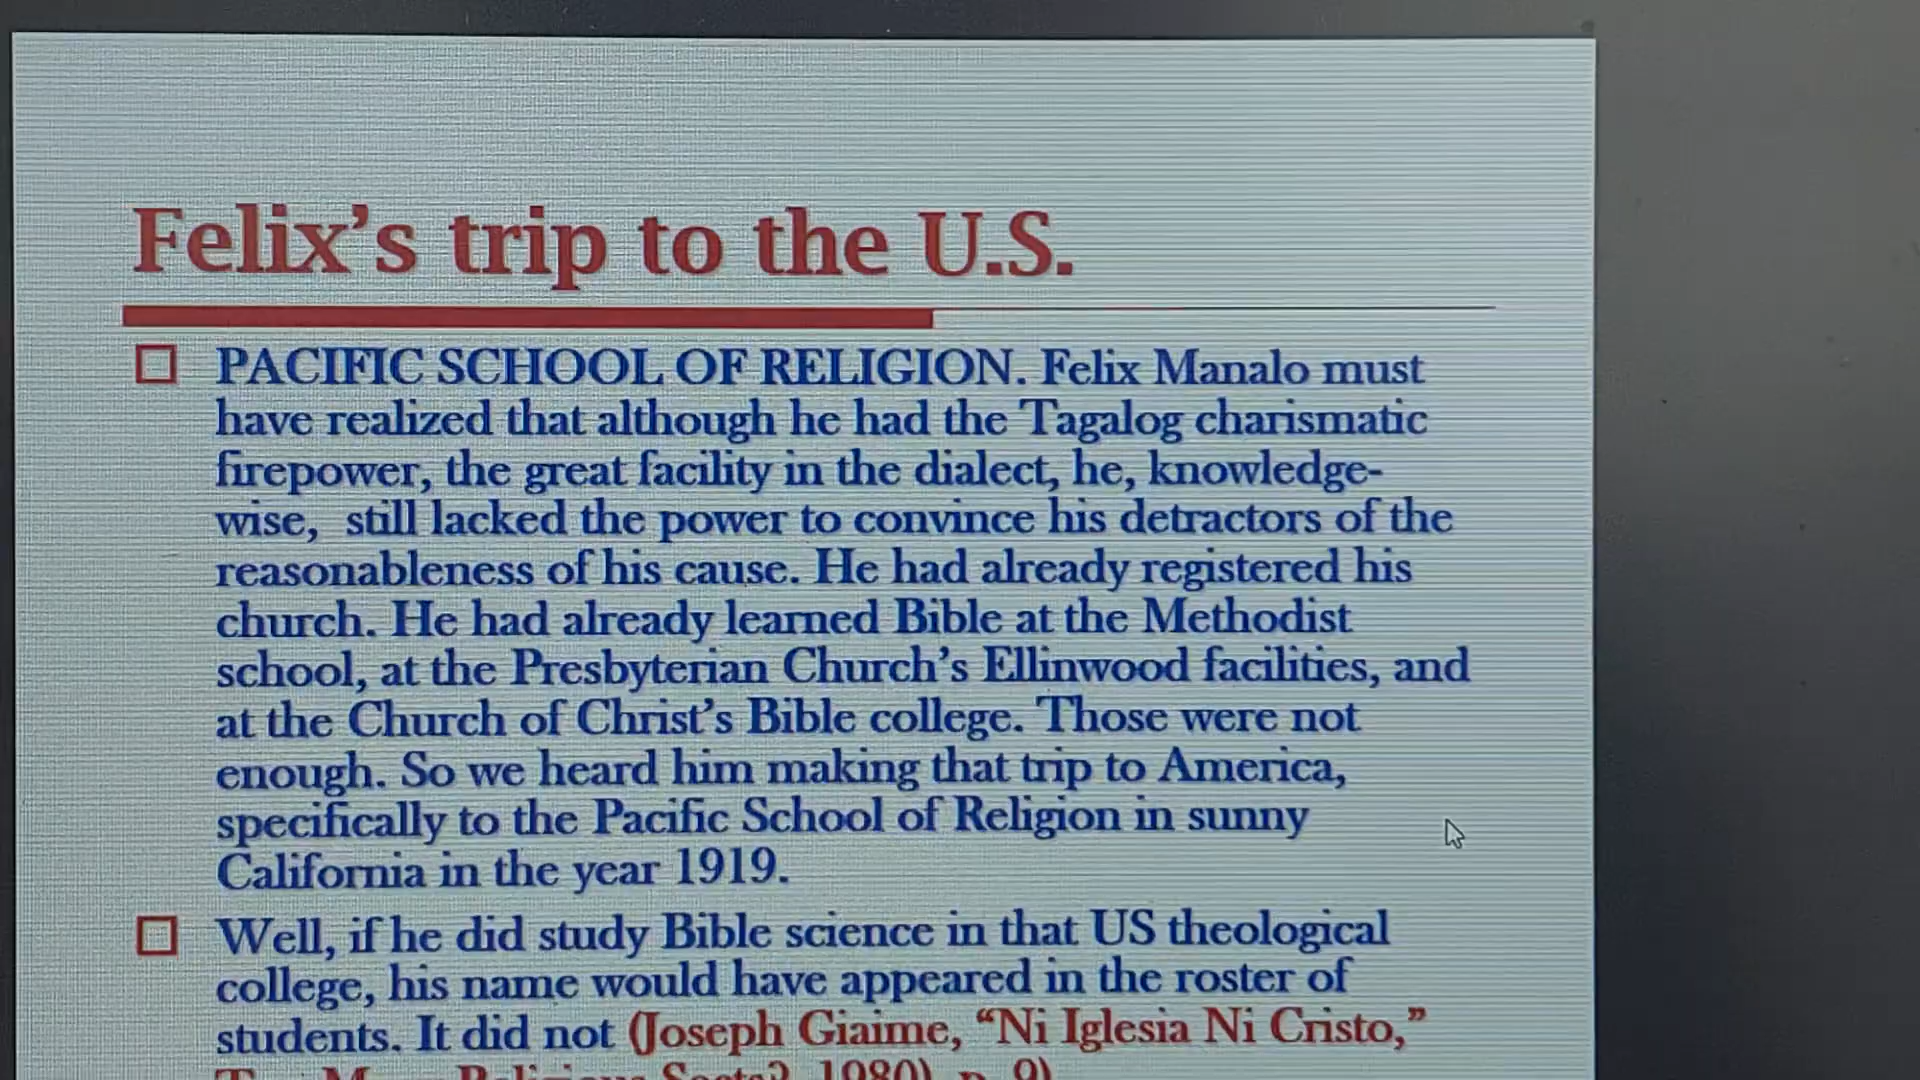 Felix’s trip to the U.S.
PACIFIC SCHOOL OF RELIGION. Felix Manalo must
have realized that although he had the Tagalog charismatic
firepower, the great facility in the dialect, he, knowledge-
wise, still lacked the power to convince his detractors of the
reasonableness of his cause. He had already registered his
church. He had already learned Bible at the Methodist
school, at the Presbyterian Church’s Ellinwood facilities, and
at the Church of Christ’s Bible college. Those were not
enough. So we heard him making that trip to America,
specifically to the Pacific School of Religion in sunny
California in the year 1919.
Well, if he did study Bible science in that US theological
college, his name would have appeared in the roster of
students. It did not (Joseph Giaime, “Ni Iglesia Ni Cristo,”
Religious Sects? 1980), p. 9)